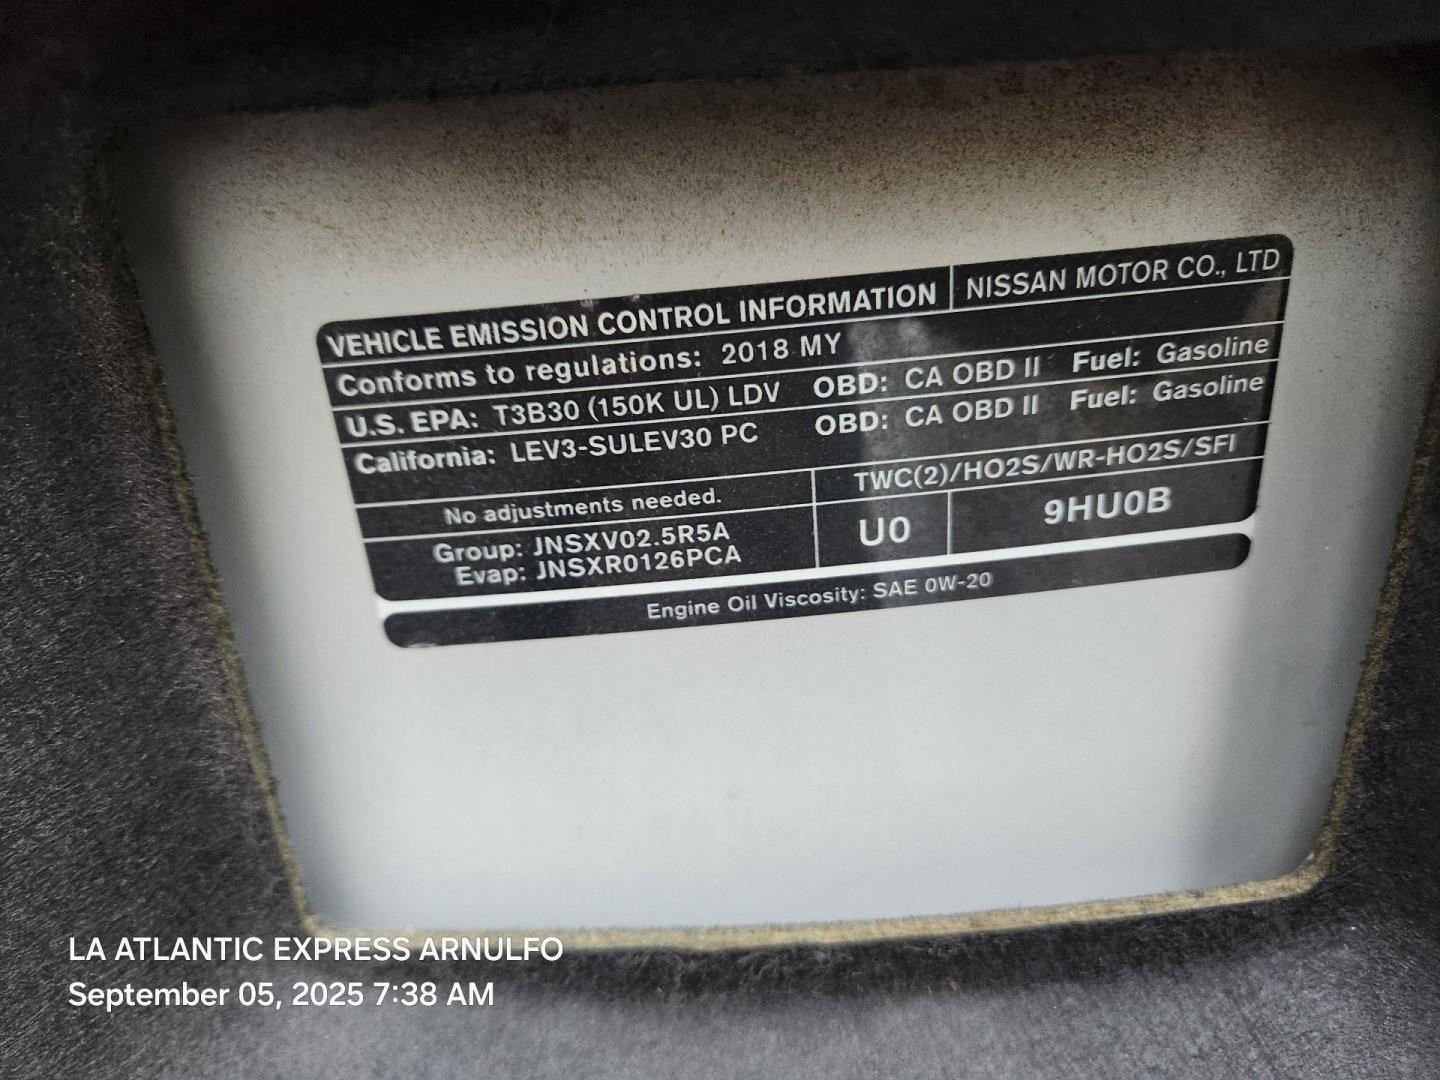 VEHICLE EMISSION CONTROL INFORMATION NISSAN MOTOR CO., LTD
Conforms to regulations: 2018 MY
U.S. EPA: T3B30 (150K UL) LDV OBD: CA OBD II Fuel: Gasoline
California: LEV3-SULEV30 PC OBD: CA OBD II Fuel: Gasoline
No adjustments needed. TWC(2)/HO2S/WR-HO2S/SFI
Group: JNSXV02.5R5A U0 9HU0B
Evap: JNSXR0126PCA
Engine Oil Viscosity: SAE 0W-20
LA ATLANTIC EXPRESS ARNULFO
September 05, 2025 7:38 AM